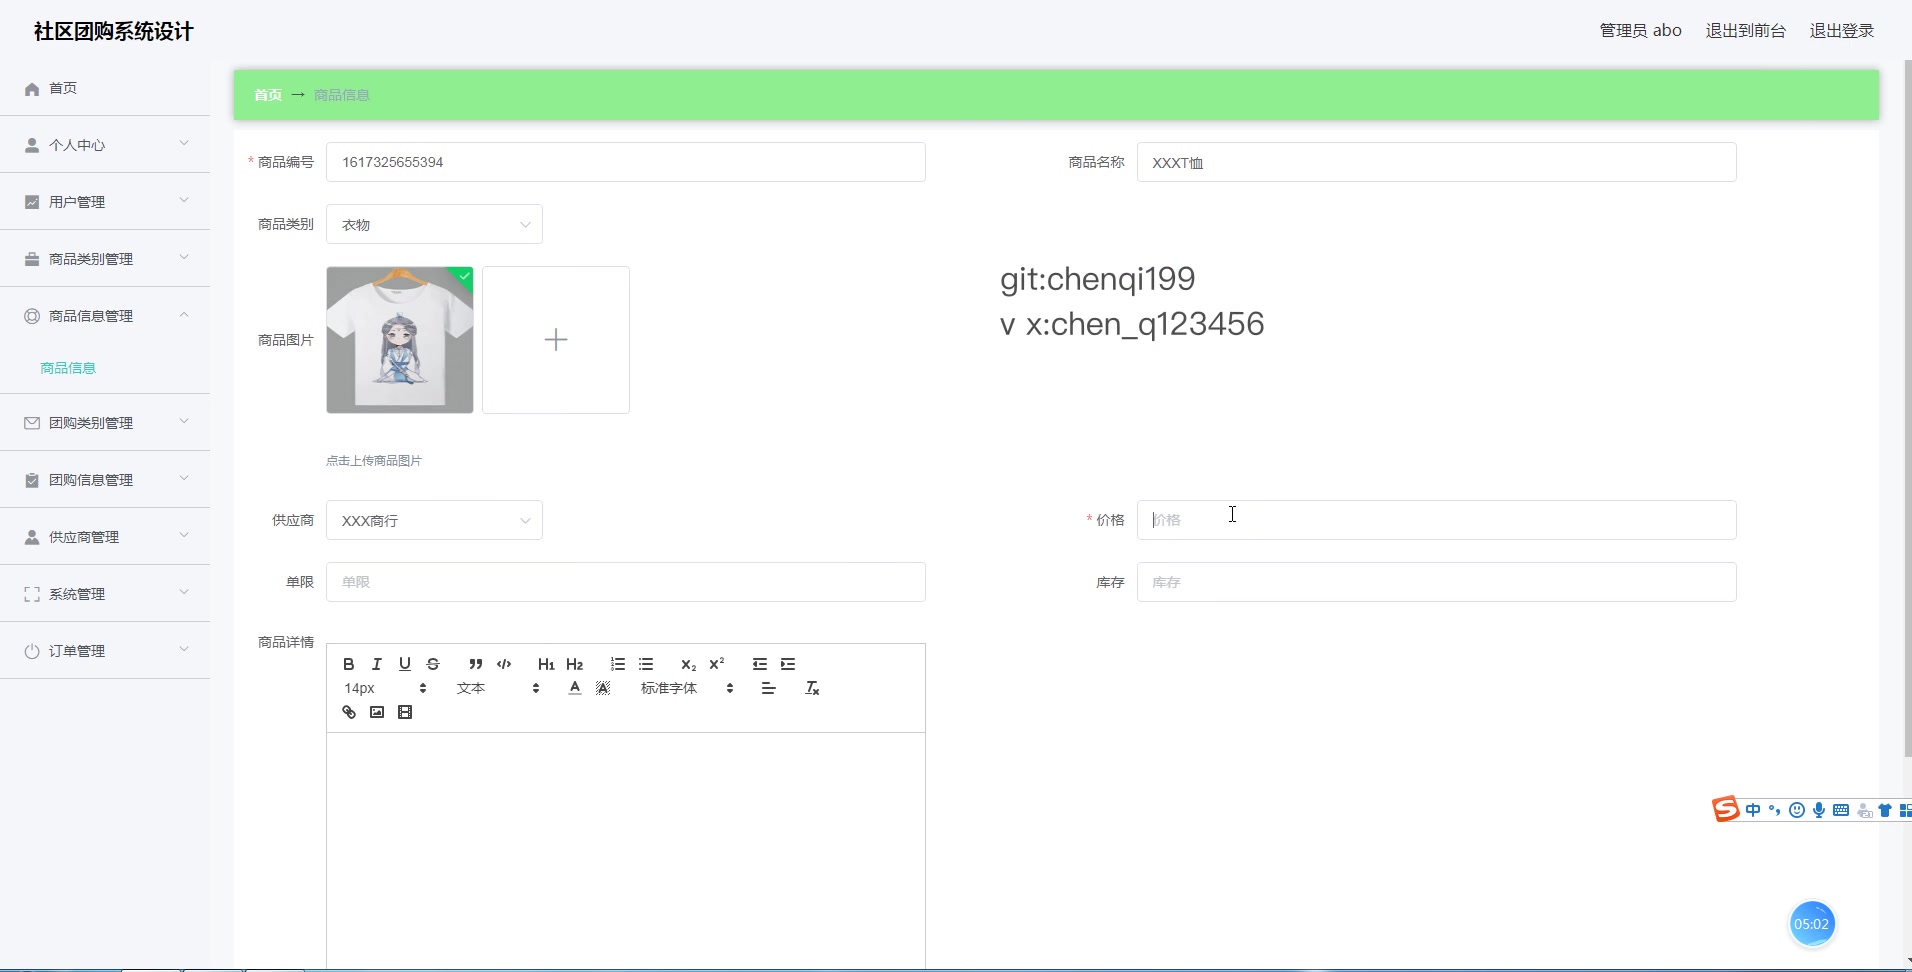 社区团购系统设计
管理员 abo 退出到前台 退出登录
首页
个人中心
用户管理
商品类别管理
商品信息管理
商品信息
团购类别管理
团购信息管理
供应商管理
系统管理
订单管理
首页 → 商品信息
* 商品编号 1617325655394
商品名称 XXXT恤
商品类别 衣物
git:chenqi199
v x:chen_q123456
商品图片
点击上传商品图片
供应商 XXX商行
* 价格 价格
单限 单限
库存 库存
商品详情
B I U S H1 H2 X2 X2
14px 文本 A A 标准字体 Tx
S 中
05:02